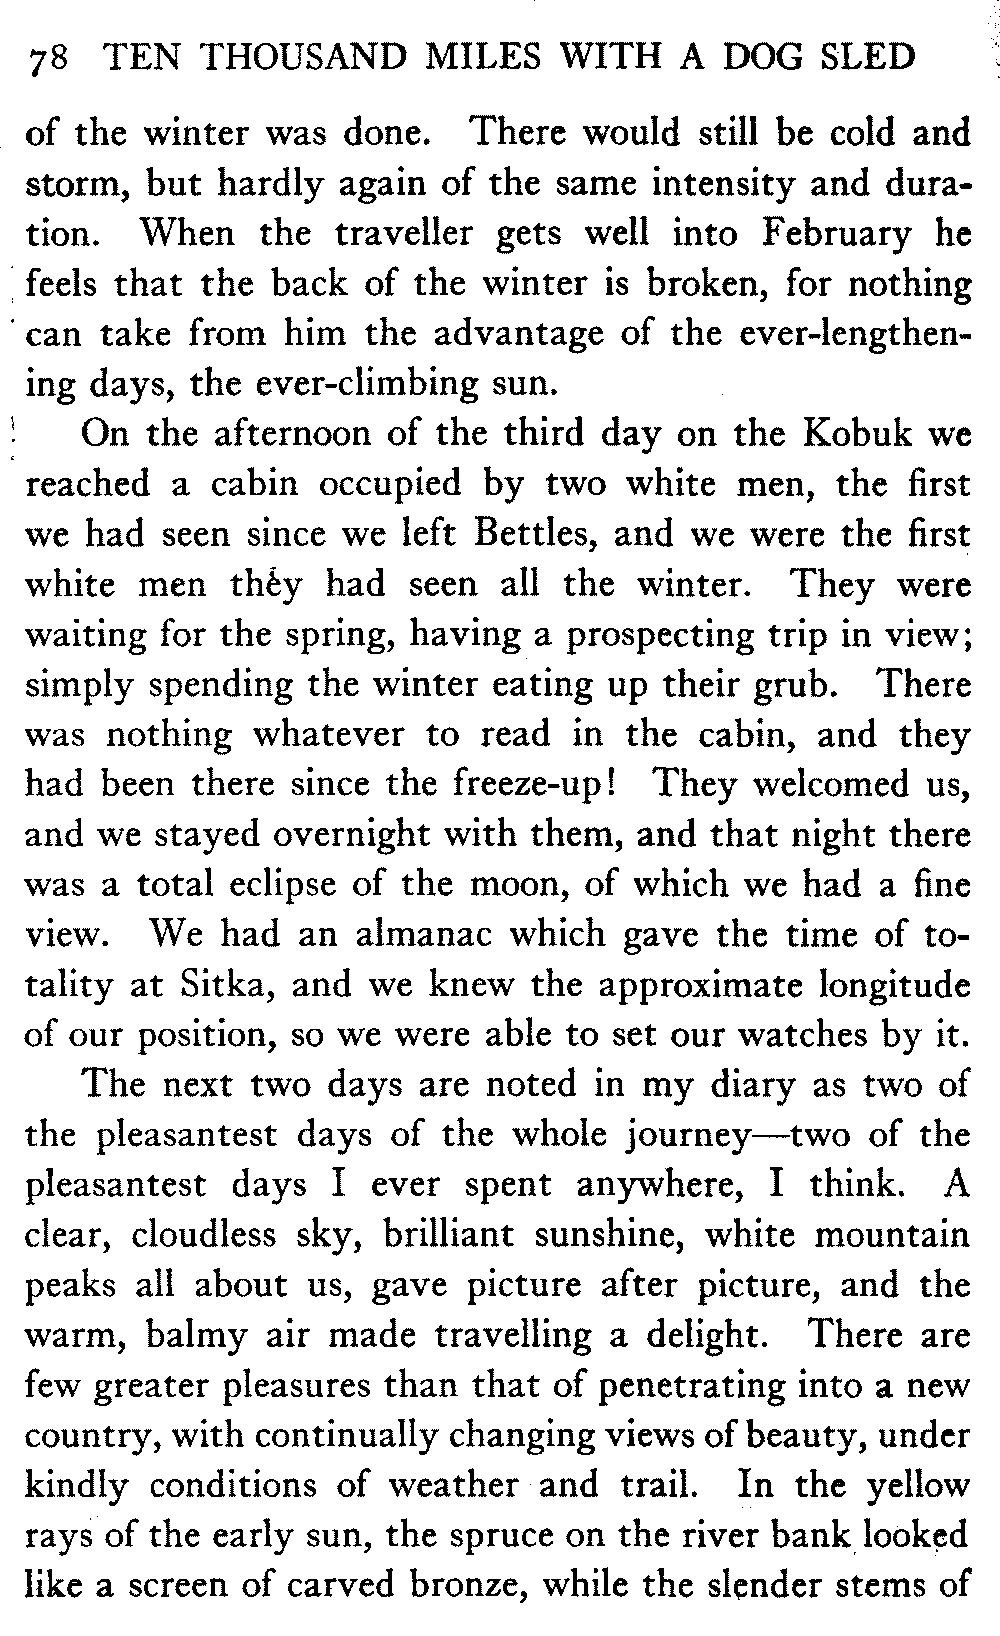 78 TEN THOUSAND MILES WITH A DOG SLED
of the winter was done. There would still be cold and
storm, but hardly again of the same intensity and dura-
tion. When the traveller gets well into February he
feels that the back of the winter is broken, for nothing
can take from him the advantage of the ever-lengthen-
ing days, the ever-climbing sun.
On the afternoon of the third day on the Kobuk we
reached a cabin occupied by two white men, the first
we had seen since we left Bettles, and we were the first
white men they had seen all the winter. They were
waiting for the spring, having a prospecting trip in view;
simply spending the winter eating up their grub. There
was nothing whatever to read in the cabin, and they
had been there since the freeze-up! They welcomed us,
and we stayed overnight with them, and that night there
was a total eclipse of the moon, of which we had a fine
view. We had an almanac which gave the time of to-
tality at Sitka, and we knew the approximate longitude
of our position, so we were able to set our watches by it.
The next two days are noted in my diary as two of
the pleasantest days of the whole journey—two of the
pleasantest days I ever spent anywhere, I think. A
clear, cloudless sky, brilliant sunshine, white mountain
peaks all about us, gave picture after picture, and the
warm, balmy air made travelling a delight. There are
few greater pleasures than that of penetrating into a new
country, with continually changing views of beauty, under
kindly conditions of weather and trail. In the yellow
rays of the early sun, the spruce on the river bank looked
like a screen of carved bronze, while the slender stems of